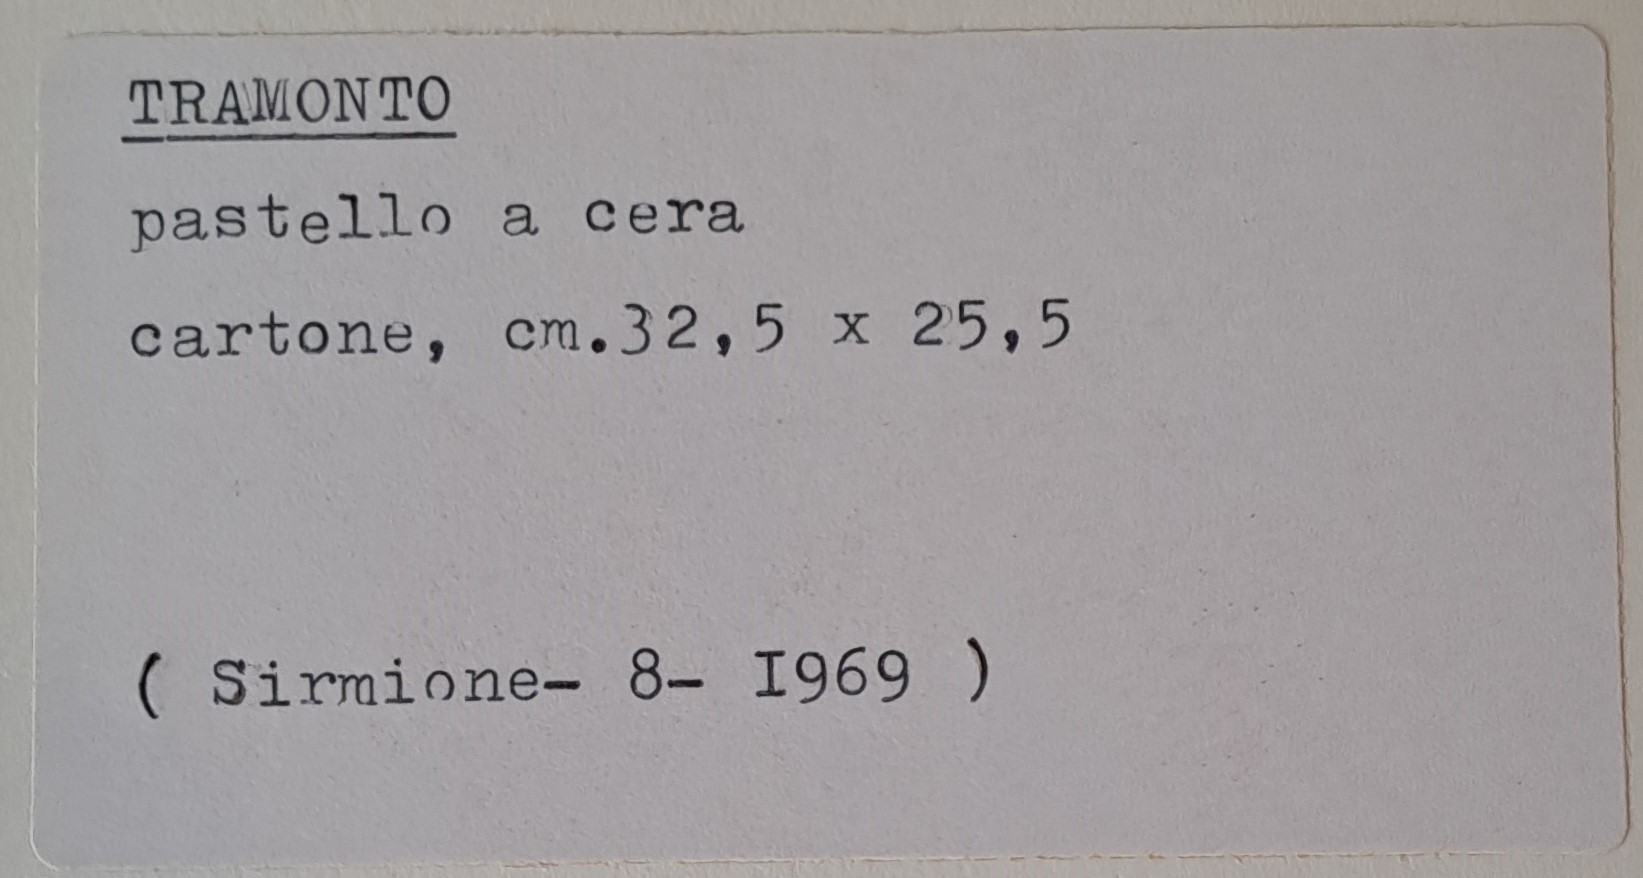 TRAMONTO
pastello a cera
cartone, cm.32,5 x 25,5
( Sirmione- 8- I969 )